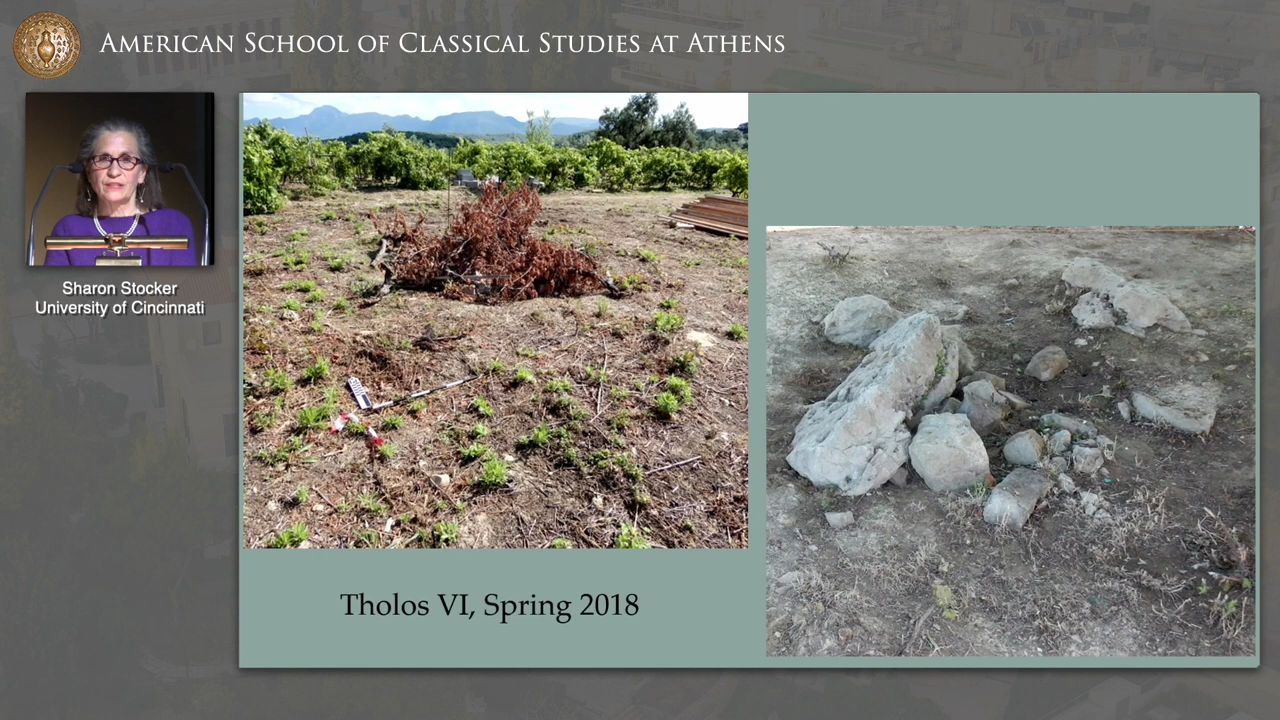 American School of Classical Studies at Athens
Sharon Stocker
University of Cincinnati
Tholos VI, Spring 2018